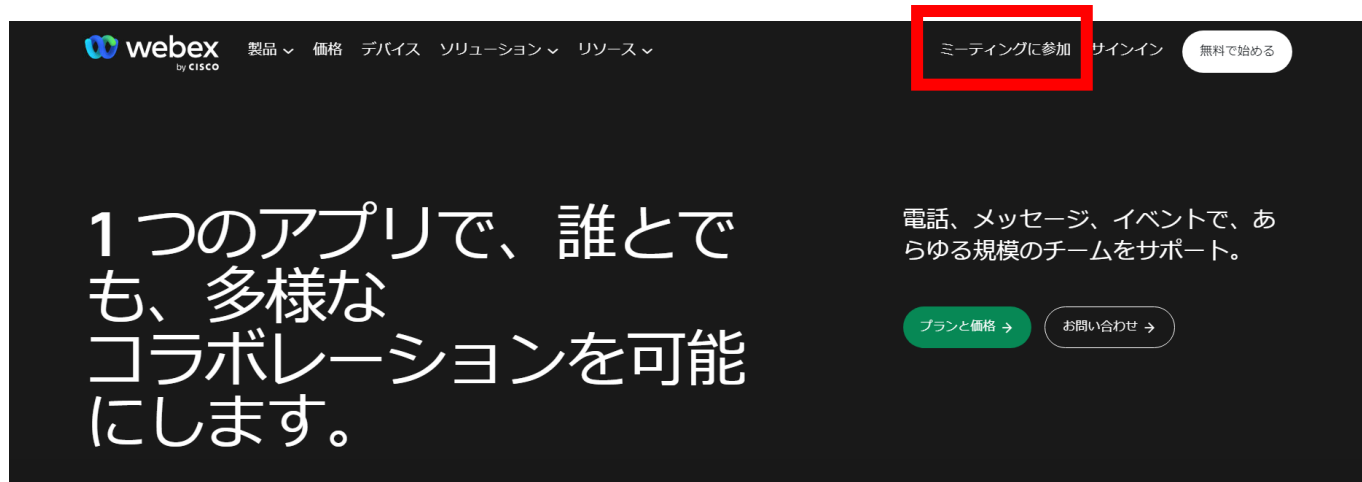 webex
by CISCO
製品 価格 デバイス ソリューション リソース
ミーティングに参加 サインイン 無料で始める
1 つのアプリで、誰とで
も、多様な
コラボレーションを可能
にします。
電話、メッセージ、イベントで、あ
らゆる規模のチームをサポート。
プランと価格 → お問い合わせ →